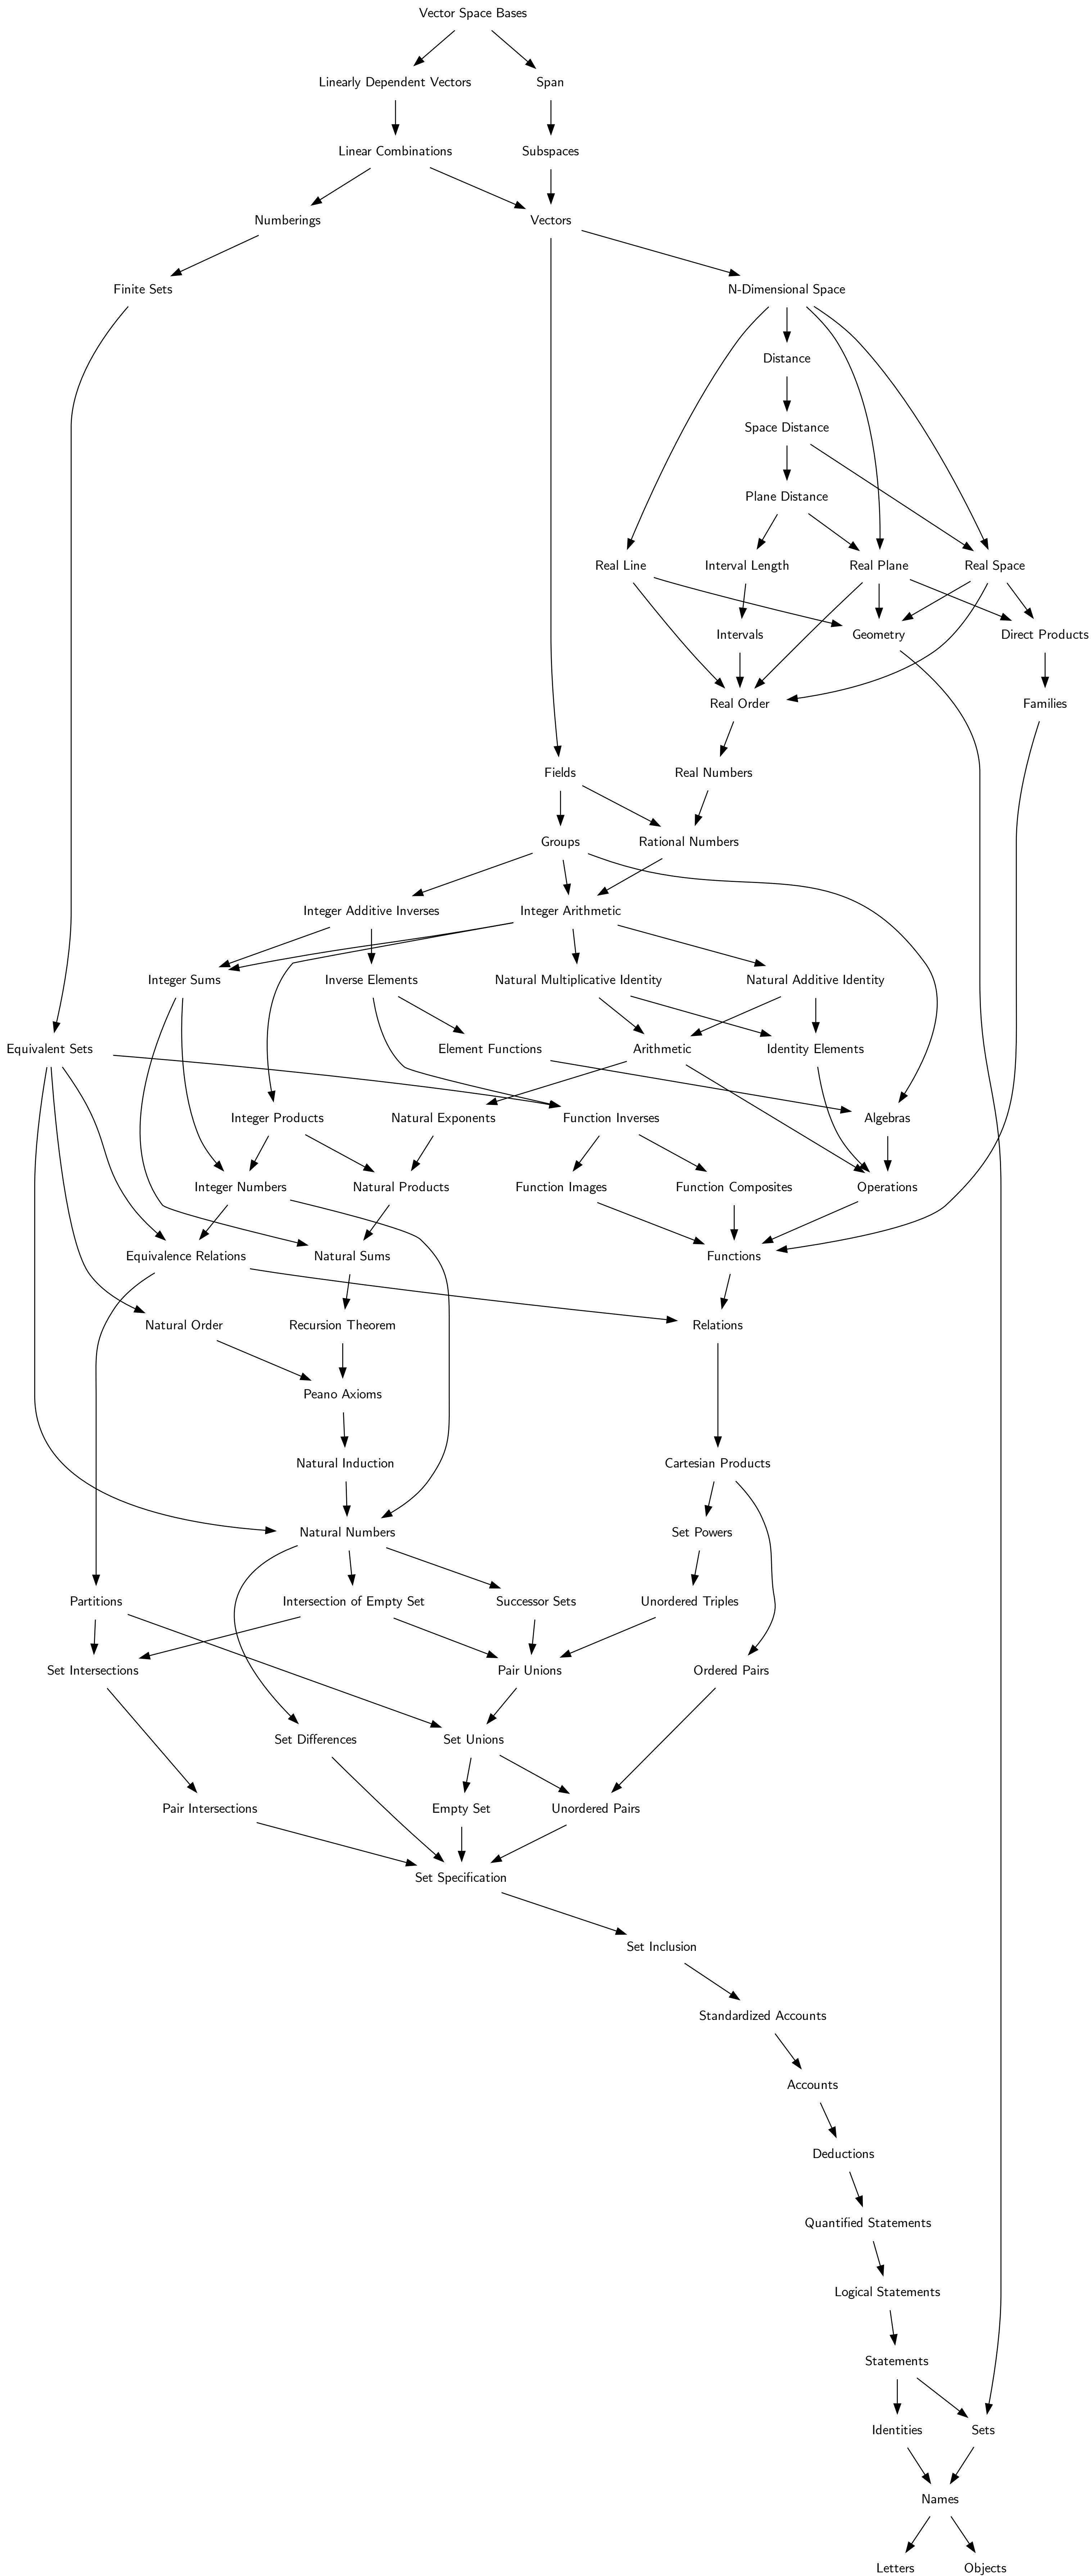 Vector Space Bases
Linearly Dependent Vectors
Span
Linear Combinations
Subspaces
Numberings
Vectors
Finite Sets
N-Dimensional Space
Distance
Space Distance
Plane Distance
Real Line
Interval Length
Real Plane
Real Space
Intervals
Geometry
Direct Products
Real Order
Families
Fields
Real Numbers
Groups
Rational Numbers
Integer Additive Inverses
Integer Arithmetic
Integer Sums
Inverse Elements
Natural Multiplicative Identity
Natural Additive Identity
Equivalent Sets
Element Functions
Arithmetic
Identity Elements
Integer Products
Natural Exponents
Function Inverses
Algebras
Integer Numbers
Natural Products
Function Images
Function Composites
Operations
Equivalence Relations
Natural Sums
Functions
Natural Order
Recursion Theorem
Relations
Peano Axioms
Natural Induction
Cartesian Products
Natural Numbers
Set Powers
Partitions
Intersection of Empty Set
Successor Sets
Unordered Triples
Set Intersections
Pair Unions
Ordered Pairs
Set Differences
Set Unions
Pair Intersections
Empty Set
Unordered Pairs
Set Specification
Set Inclusion
Standardized Accounts
Accounts
Deductions
Quantified Statements
Logical Statements
Statements
Identities
Sets
Names
Letters
Objects